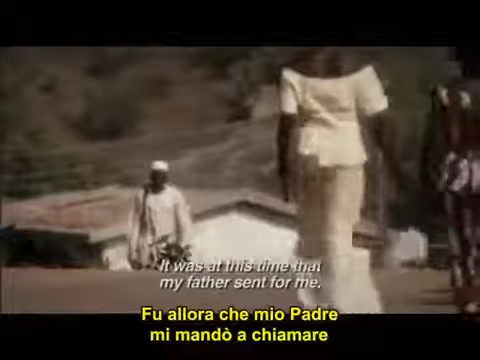 It was at this time that
my father sent for me.
Fu allora che mio Padre
mi mandò a chiamare